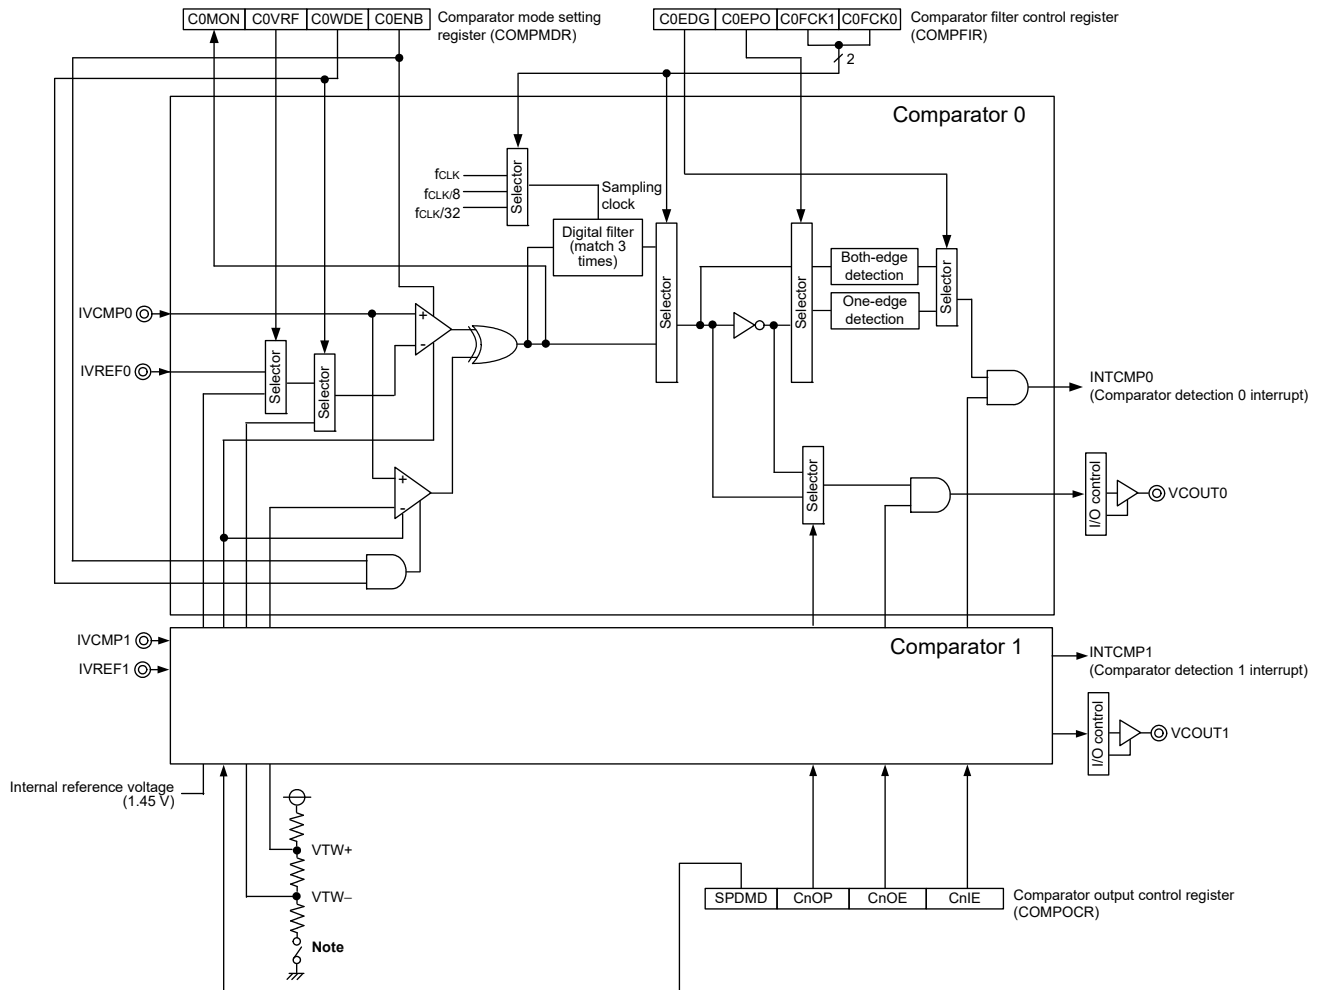 C0MON C0VRF C0WDE C0ENB
Comparator mode setting
register (COMPMDR)
C0EDG C0EPO C0FCK1 C0FCK0
Comparator filter control register
(COMPFIR)
2
Comparator 0
Selector
fCLK
fCLK/8
fCLK/32
Sampling
clock
Digital filter
(match 3
times)
Selector
Selector
Both-edge
detection
One-edge
detection
Selector
IVCMP0
IVREF0
Selector
Selector
+
-
+
-
Selector
INTCMP0
(Comparator detection 0 interrupt)
I/O control
VCOUT0
IVCMP1
IVREF1
Comparator 1
INTCMP1
(Comparator detection 1 interrupt)
I/O control
VCOUT1
Internal reference voltage
(1.45 V)
VTW+
VTW–
Note
SPDMD CnOP CnOE CnIE
Comparator output control register
(COMPOCR)